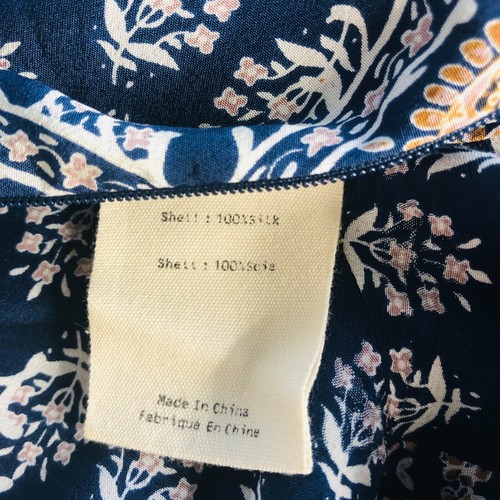 Shell : 100%Silk
Shell : 100%Soie
Made In China
Fabriqué En Chine